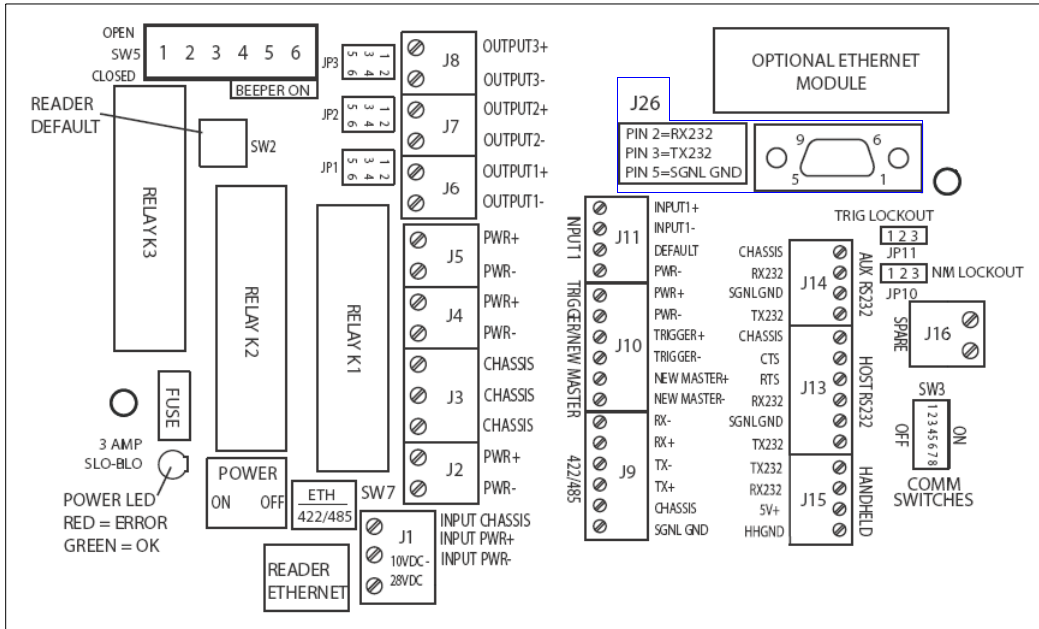 OPEN
SW5
CLOSED
1 2 3 4 5 6
BEEPER ON
READER
DEFAULT
SW2
RELAY K3
RELAY K2
RELAY K1
FUSE
3 AMP
SLO-BLO
POWER LED
RED = ERROR
GREEN = OK
POWER
ON OFF
ETH
422/485
SW7
READER
ETHERNET
J1
10VDC -
28VDC
INPUT CHASSIS
INPUT PWR+
INPUT PWR-
JP3
5 3 1
6 4 2
JP2
5 3 1
6 4 2
JP1
5 3 1
6 4 2
J8
OUTPUT3+
OUTPUT3-
J7
OUTPUT2+
OUTPUT2-
J6
OUTPUT1+
OUTPUT1-
J5
PWR+
PWR-
J4
PWR+
PWR-
J3
CHASSIS
CHASSIS
CHASSIS
J2
PWR+
PWR-
OPTIONAL ETHERNET
MODULE
J26
PIN 2=RX232
PIN 3=TX232
PIN 5=SGNL GND
9 6
5 1
INPUT1
J11
INPUT1+
INPUT1-
DEFAULT
PWR-
TRIGGER/NEW MASTER
J10
PWR+
PWR-
TRIGGER+
TRIGGER-
NEW MASTER+
NEW MASTER-
422/485
J9
RX-
RX+
TX-
TX+
CHASSIS
SGNL GND
CHASSIS
RX232
SGNLGND
TX232
J14
AUX RS232
CHASSIS
CTS
RTS
RX232
SGNLGND
TX232
J13
HOST RS232
TX232
RX232
5V+
HHGND
J15
HANDHELD
TRIG LOCKOUT
1 2 3
JP11
1 2 3 N/M LOCKOUT
JP10
SPARE
J16
SW3
OFF
1 2 3 4 5 6 7 8
ON
COMM
SWITCHES